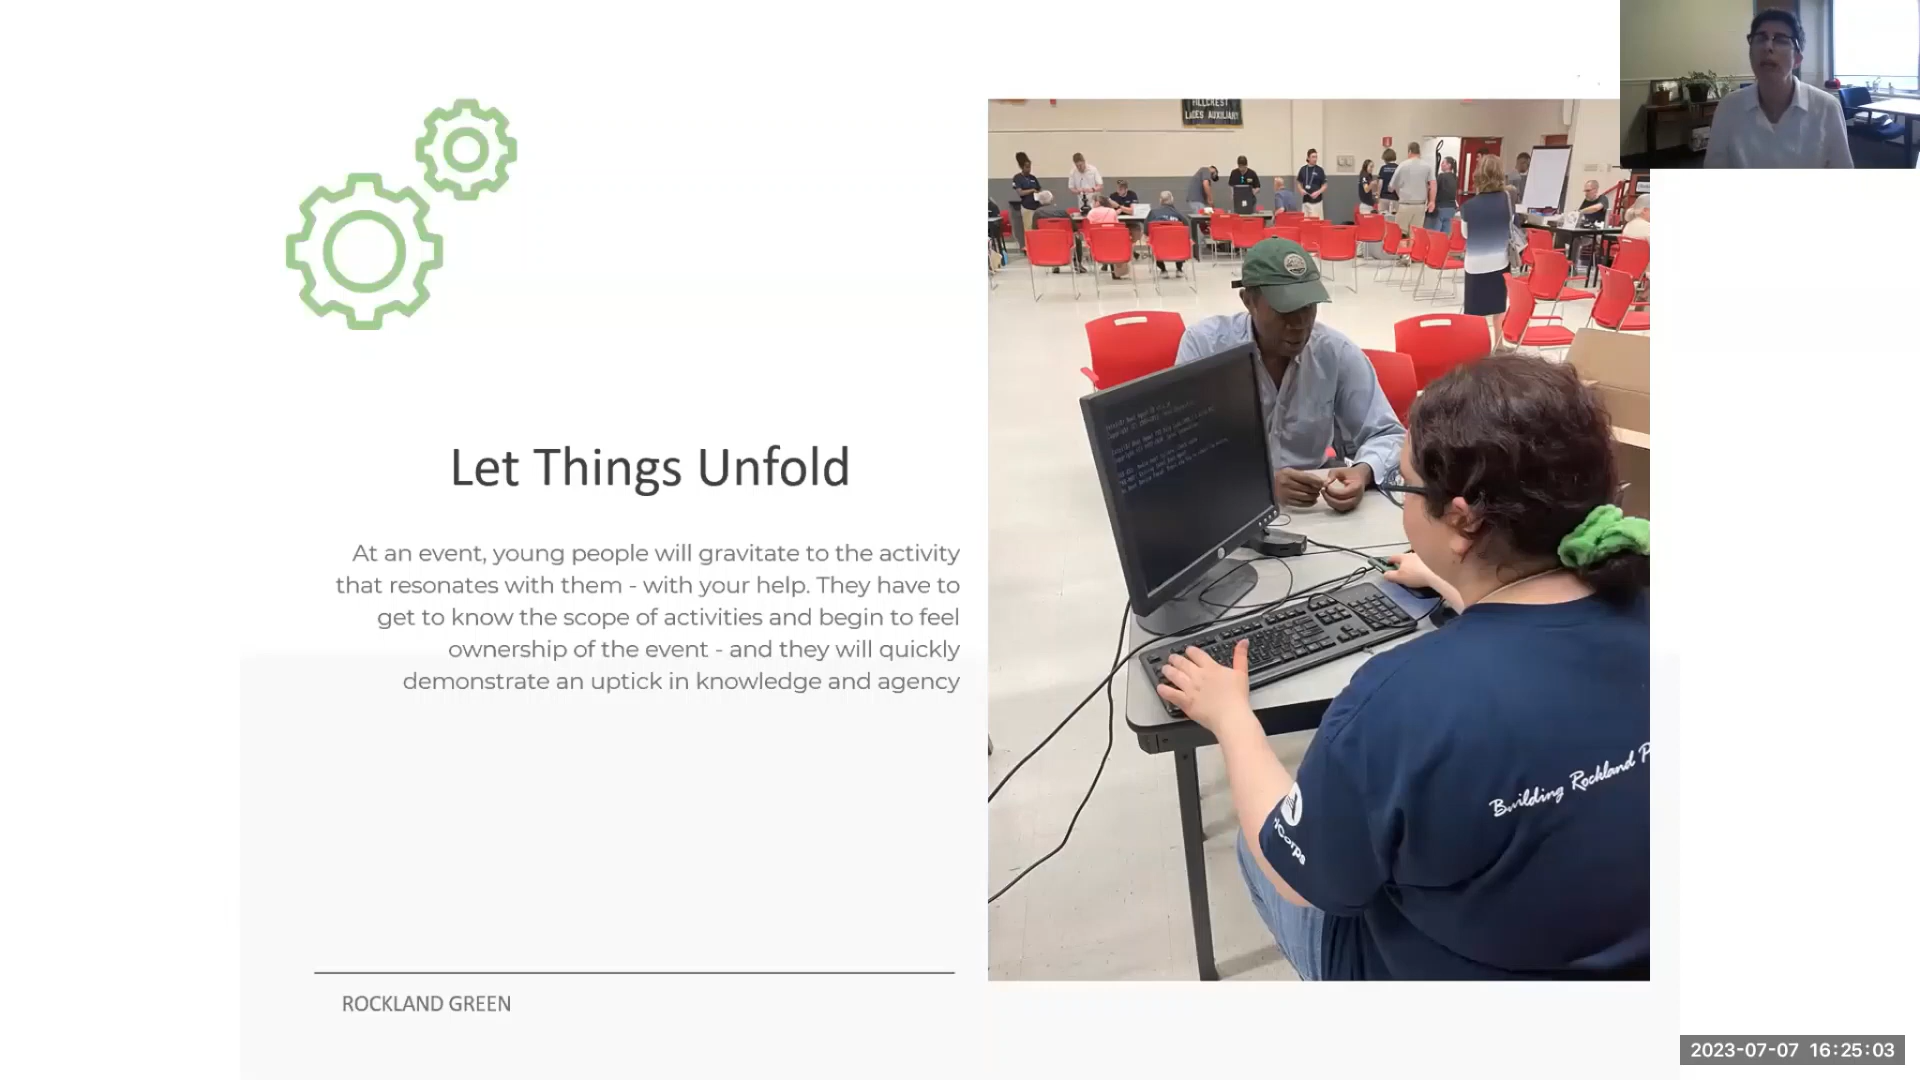 HILLCREST
LADIES AUXILIARY
Let Things Unfold
At an event, young people will gravitate to the activity
that resonates with them - with your help. They have to
get to know the scope of activities and begin to feel
ownership of the event - and they will quickly
demonstrate an uptick in knowledge and agency
Building Rockland
iCorps
ROCKLAND GREEN
2023-07-07 16:25:03